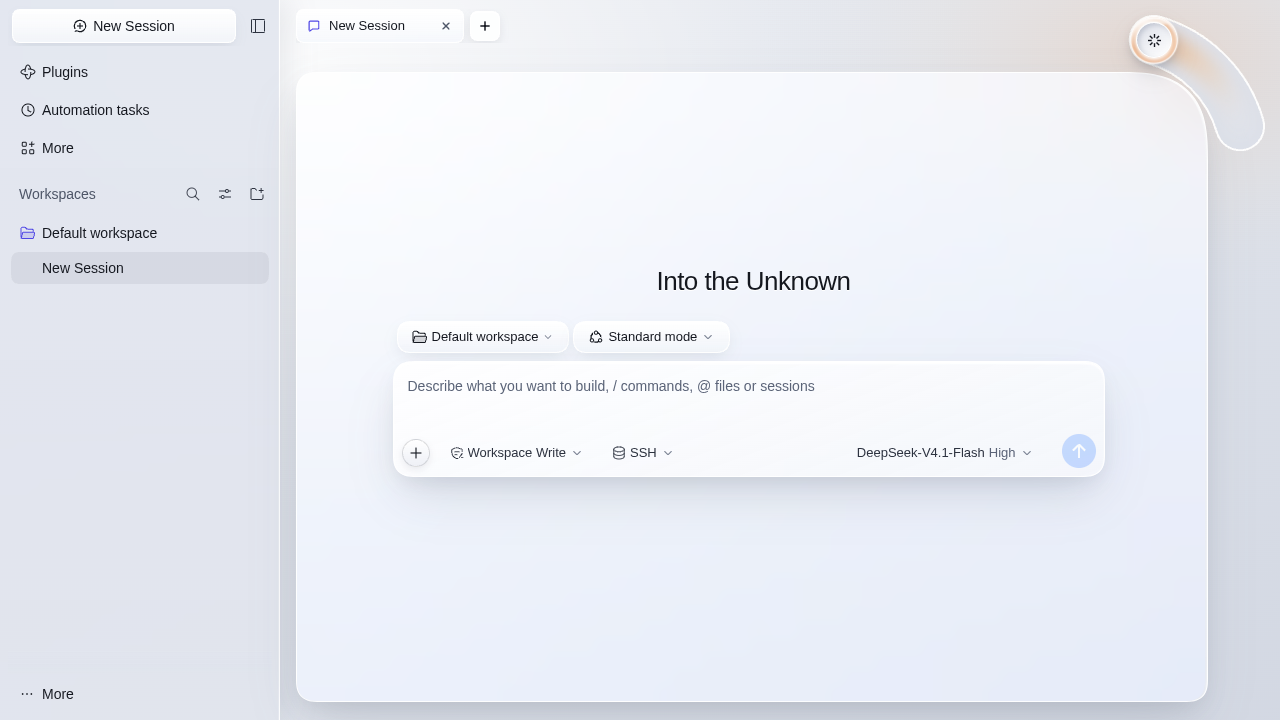 New Session
Plugins
Automation tasks
More
Workspaces
Default workspace
New Session
More
New Session
Into the Unknown
Default workspace
Standard mode
Describe what you want to build, / commands, @ files or sessions
Workspace Write
SSH
DeepSeek-V4.1-Flash High